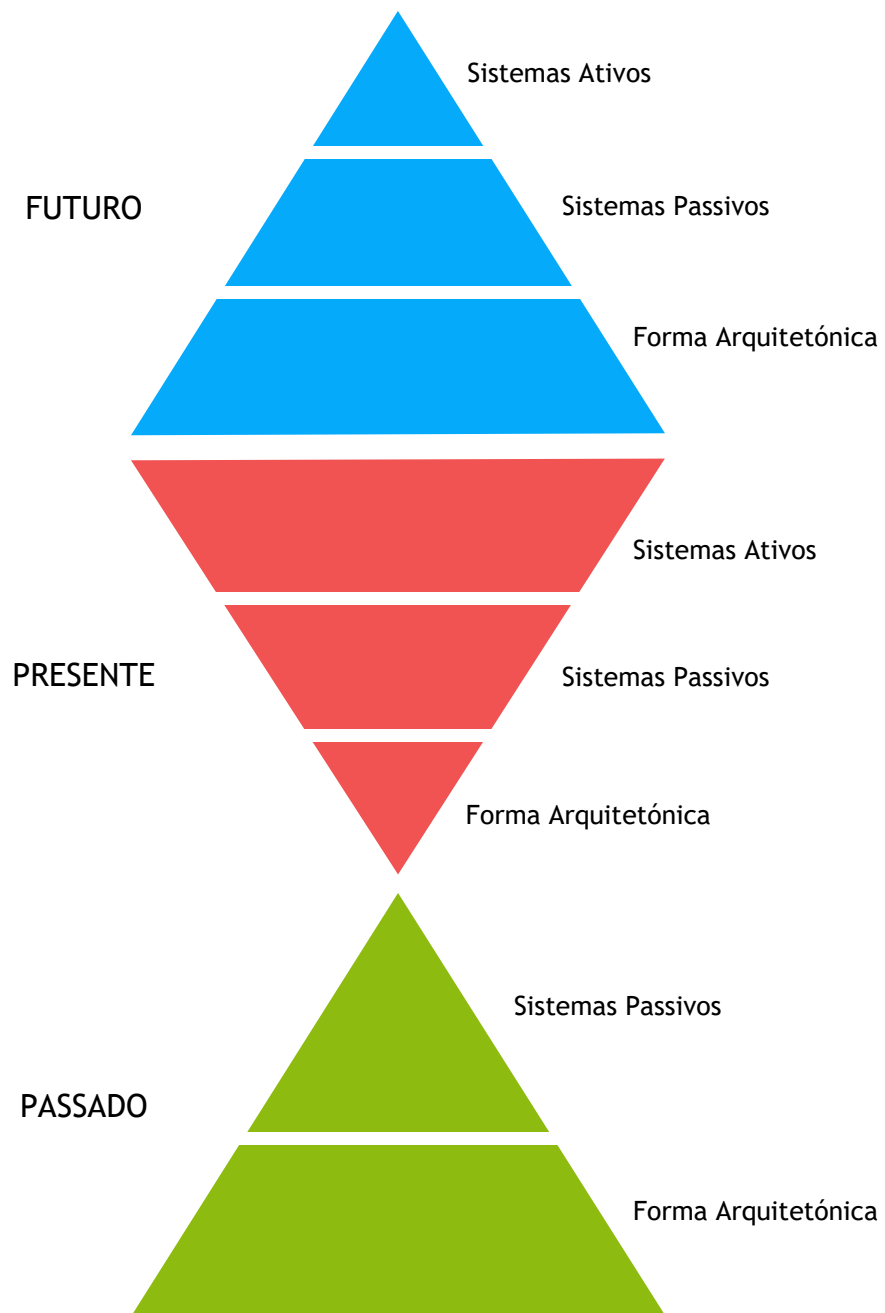 Sistemas Ativos
FUTURO
Sistemas Passivos
Forma Arquitetónica
Sistemas Ativos
PRESENTE
Sistemas Passivos
Forma Arquitetónica
Sistemas Passivos
PASSADO
Forma Arquitetónica